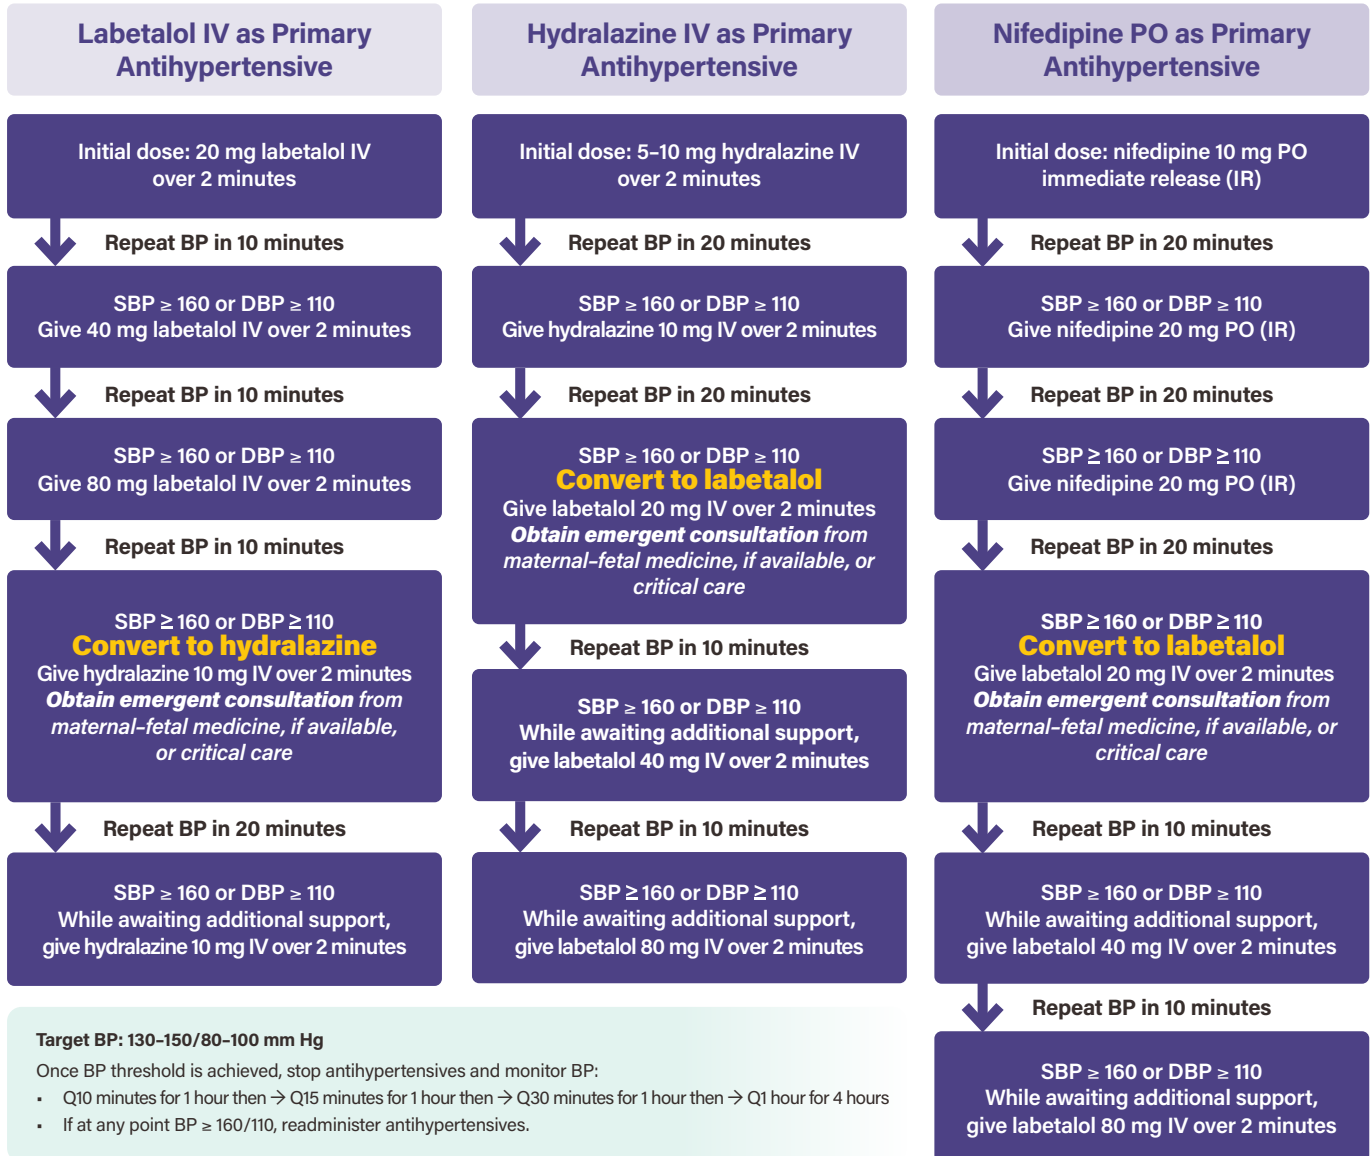 Labetalol IV as Primary
Antihypertensive
Initial dose: 20 mg labetalol IV
over 2 minutes
Repeat BP in 10 minutes
SBP ≥ 160 or DBP ≥ 110
Give 40 mg labetalol IV over 2 minutes
Repeat BP in 10 minutes
SBP ≥ 160 or DBP ≥ 110
Give 80 mg labetalol IV over 2 minutes
Repeat BP in 10 minutes
SBP ≥ 160 or DBP ≥ 110
Convert to hydralazine
Give hydralazine 10 mg IV over 2 minutes
Obtain emergent consultation from
maternal–fetal medicine, if available,
or critical care
Repeat BP in 20 minutes
SBP ≥ 160 or DBP ≥ 110
While awaiting additional support,
give hydralazine 10 mg IV over 2 minutes
Hydralazine IV as Primary
Antihypertensive
Initial dose: 5–10 mg hydralazine IV
over 2 minutes
Repeat BP in 20 minutes
SBP ≥ 160 or DBP ≥ 110
Give hydralazine 10 mg IV over 2 minutes
Repeat BP in 20 minutes
SBP ≥ 160 or DBP ≥ 110
Convert to labetalol
Give labetalol 20 mg IV over 2 minutes
Obtain emergent consultation from
maternal–fetal medicine, if available, or
critical care
Repeat BP in 10 minutes
SBP ≥ 160 or DBP ≥ 110
While awaiting additional support,
give labetalol 40 mg IV over 2 minutes
Repeat BP in 10 minutes
SBP ≥ 160 or DBP ≥ 110
While awaiting additional support,
give labetalol 80 mg IV over 2 minutes
Nifedipine PO as Primary
Antihypertensive
Initial dose: nifedipine 10 mg PO
immediate release (IR)
Repeat BP in 20 minutes
SBP ≥ 160 or DBP ≥ 110
Give nifedipine 20 mg PO (IR)
Repeat BP in 20 minutes
SBP ≥ 160 or DBP ≥ 110
Give nifedipine 20 mg PO (IR)
Repeat BP in 20 minutes
SBP ≥ 160 or DBP ≥ 110
Convert to labetalol
Give labetalol 20 mg IV over 2 minutes
Obtain emergent consultation from
maternal–fetal medicine, if available, or
critical care
Repeat BP in 10 minutes
SBP ≥ 160 or DBP ≥ 110
While awaiting additional support,
give labetalol 40 mg IV over 2 minutes
Repeat BP in 10 minutes
SBP ≥ 160 or DBP ≥ 110
While awaiting additional support,
give labetalol 80 mg IV over 2 minutes
Target BP: 130–150/80–100 mm Hg
Once BP threshold is achieved, stop antihypertensives and monitor BP:
▪ Q10 minutes for 1 hour then → Q15 minutes for 1 hour then → Q30 minutes for 1 hour then → Q1 hour for 4 hours
▪ If at any point BP ≥ 160/110, readminister antihypertensives.